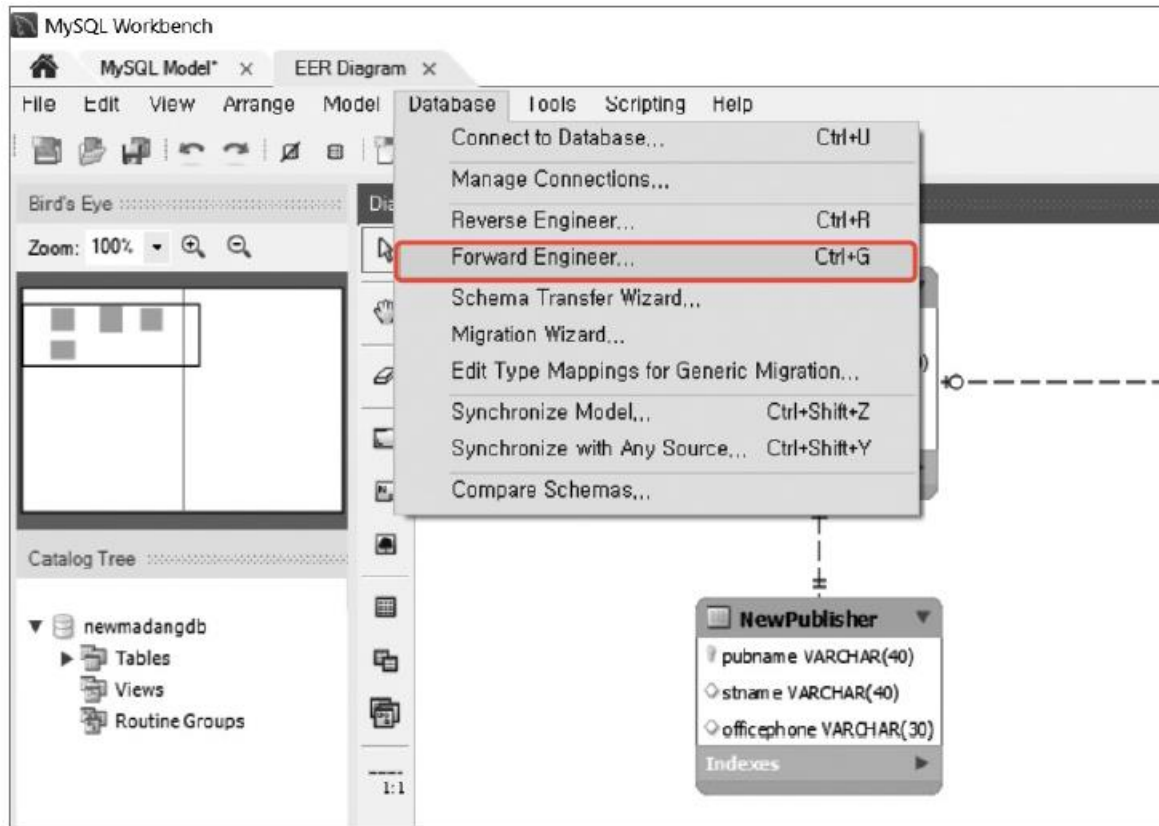 MySQL Workbench
MySQL Model* × EER Diagram ×
File Edit View Arrange Model Database Tools Scripting Help
Connect to Database... Ctrl+U
Manage Connections...
Bird's Eye
Reverse Engineer... Ctrl+R
Zoom: 100%
Forward Engineer... Ctrl+G
Schema Transfer Wizard...
Migration Wizard...
Edit Type Mappings for Generic Migration...
Synchronize Model... Ctrl+Shift+Z
Synchronize with Any Source... Ctrl+Shift+Y
Compare Schemas...
Catalog Tree
newmadangdb
Tables
Views
Routine Groups
1:1
NewPublisher
pubname VARCHAR(40)
stname VARCHAR(40)
officephone VARCHAR(30)
Indexes